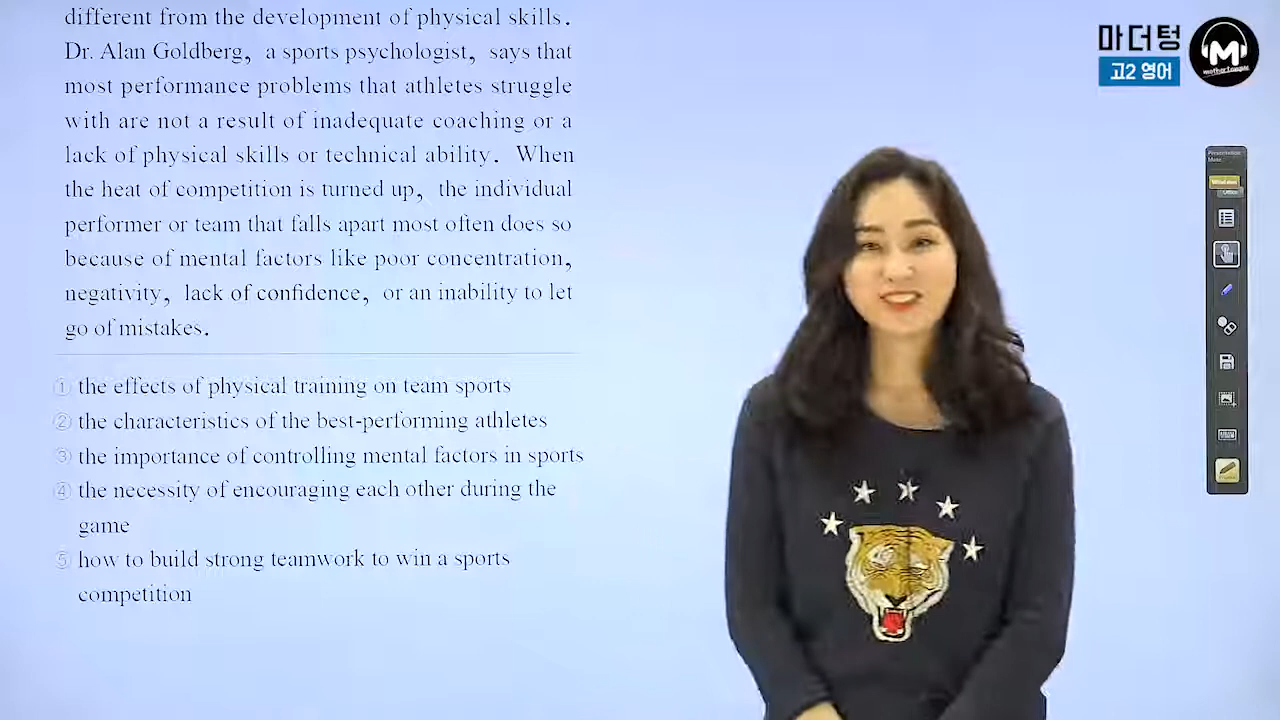 different from the development of physical skills.
Dr. Alan Goldberg, a sports psychologist, says that
most performance problems that athletes struggle
with are not a result of inadequate coaching or a
lack of physical skills or technical ability. When
the heat of competition is turned up, the individual
performer or team that falls apart most often does so
because of mental factors like poor concentration,
negativity, lack of confidence, or an inability to let
go of mistakes.
① the effects of physical training on team sports
② the characteristics of the best-performing athletes
③ the importance of controlling mental factors in sports
④ the necessity of encouraging each other during the
game
⑤ how to build strong teamwork to win a sports
competition
마더텅
고2 영어
M
mothertongue
Presentation
Mate
Windows
Office